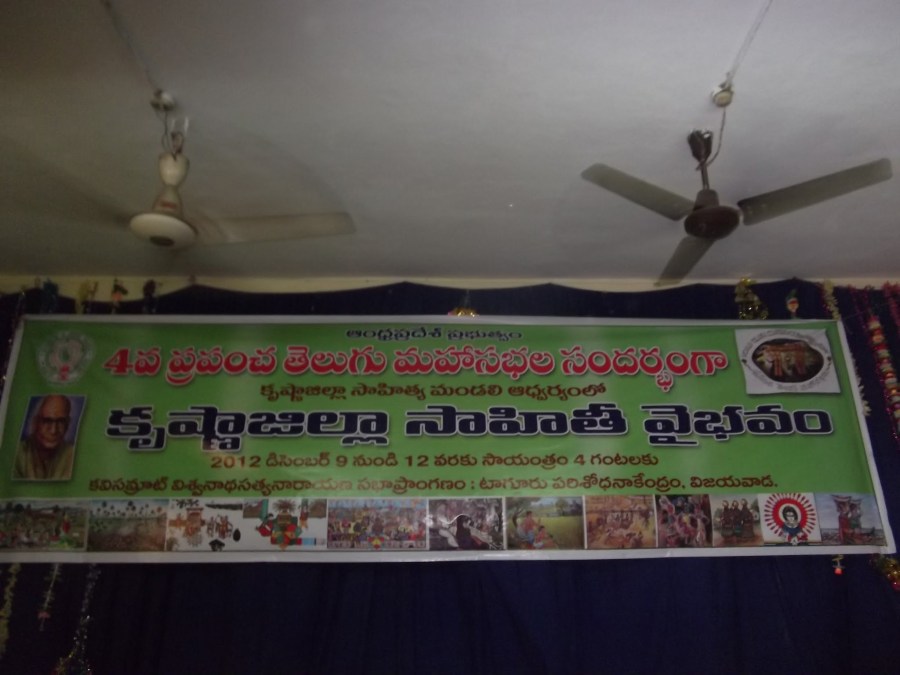 ఆంధ్రప్రదేశ్ ప్రభుత్వం
4వ ప్రపంచ తెలుగు మహాసభల సందర్భంగా
కృష్ణాజిల్లా సాహిత్య మండలి ఆధ్వర్యంలో
కృష్ణాజిల్లా సాహితీ వైభవం
2012 డిసెంబర్ 9 నుండి 12 వరకు సాయంత్రం 4 గంటలకు
కవిసమ్రాట్ విశ్వనాథసత్యనారాయణ సభాప్రాంగణం : టాగూరు పరిశోధనాకేంద్రం, విజయవాడ.